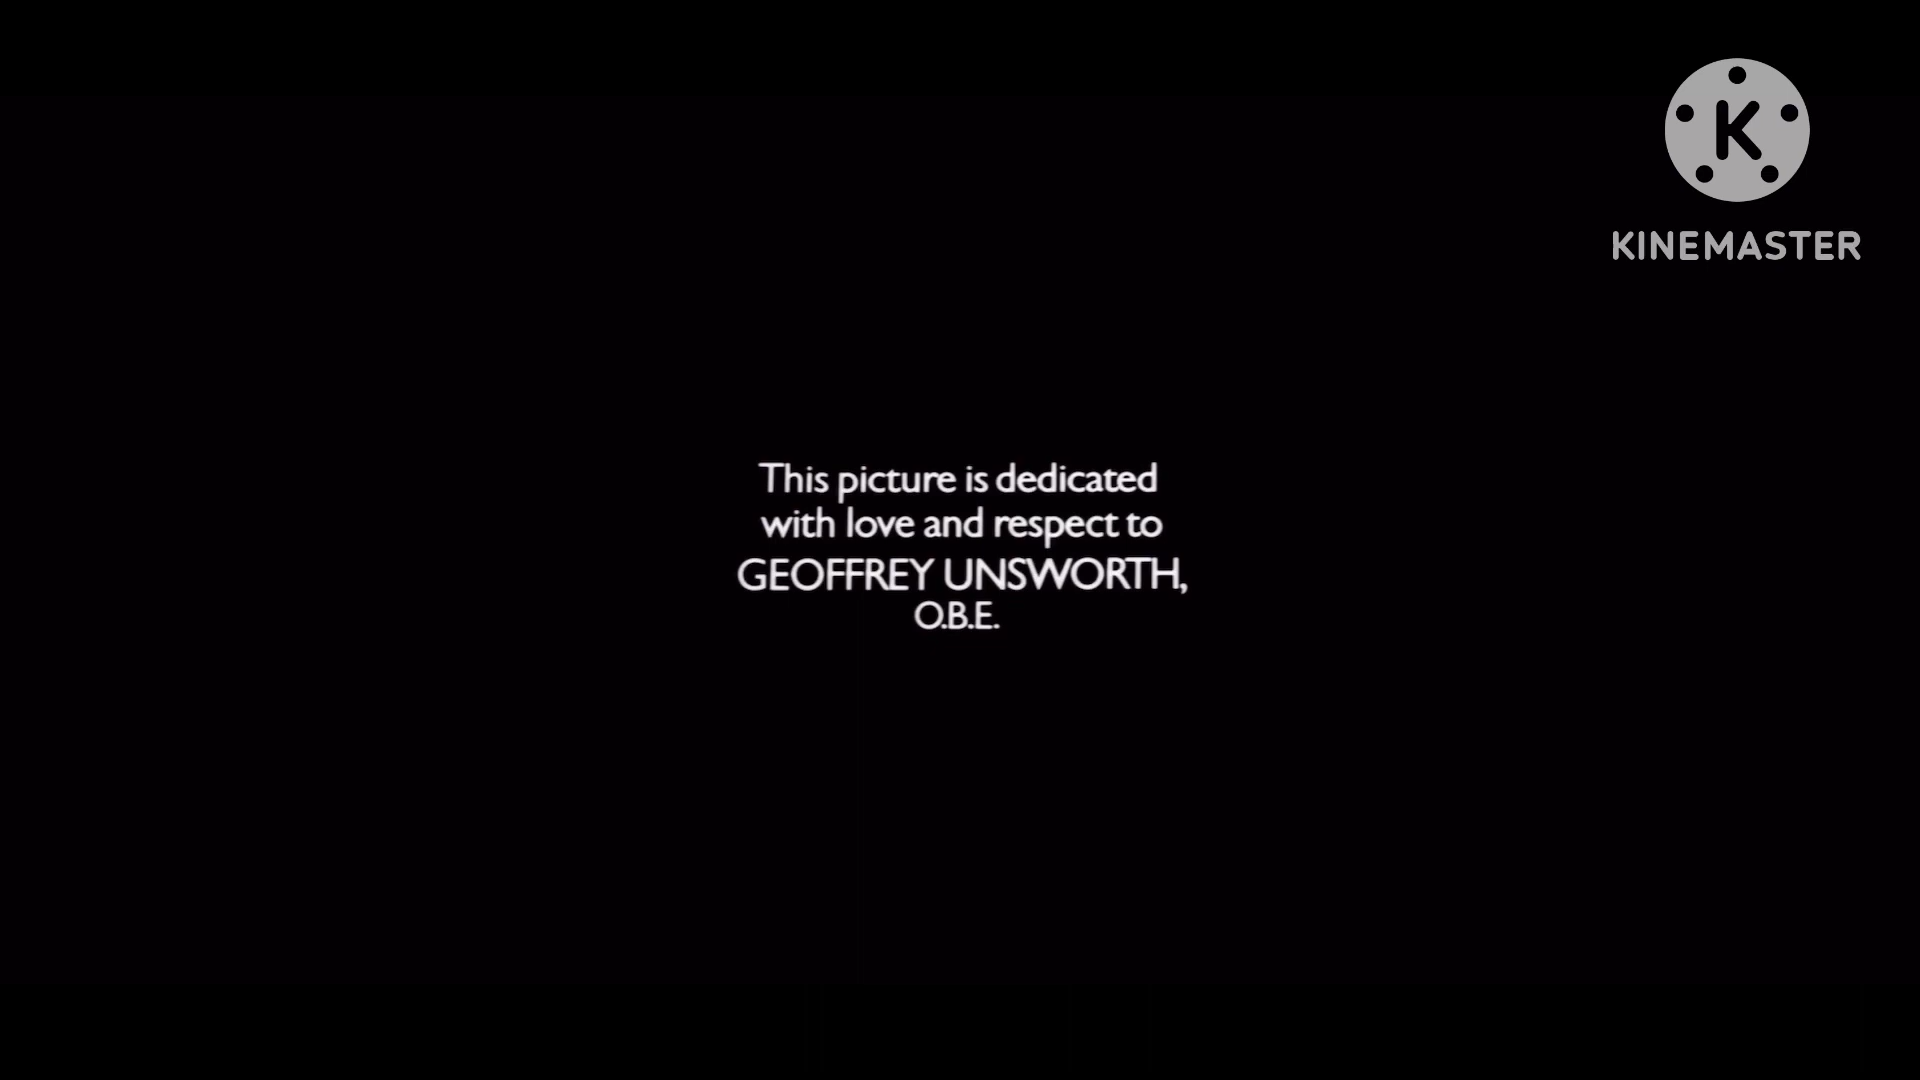 K
KINEMASTER
This picture is dedicated
with love and respect to
GEOFFREY UNSWORTH,
O.B.E.